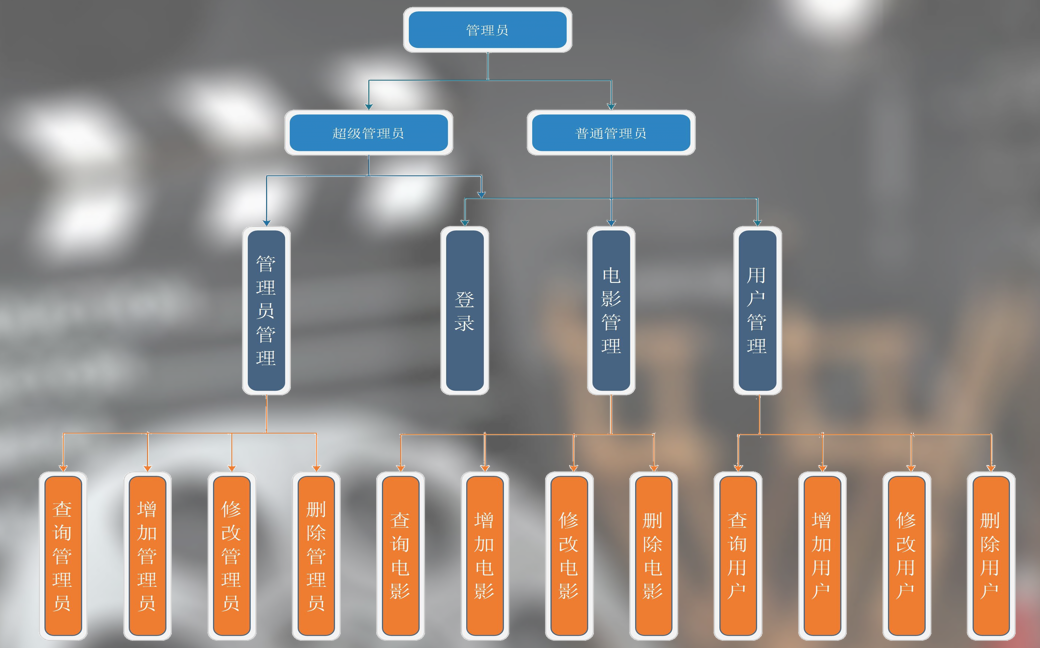 管理员
超级管理员
普通管理员
管理员管理
登录
电影管理
用户管理
查询管理员
增加管理员
修改管理员
删除管理员
查询电影
增加电影
修改电影
删除电影
查询用户
增加用户
修改用户
删除用户